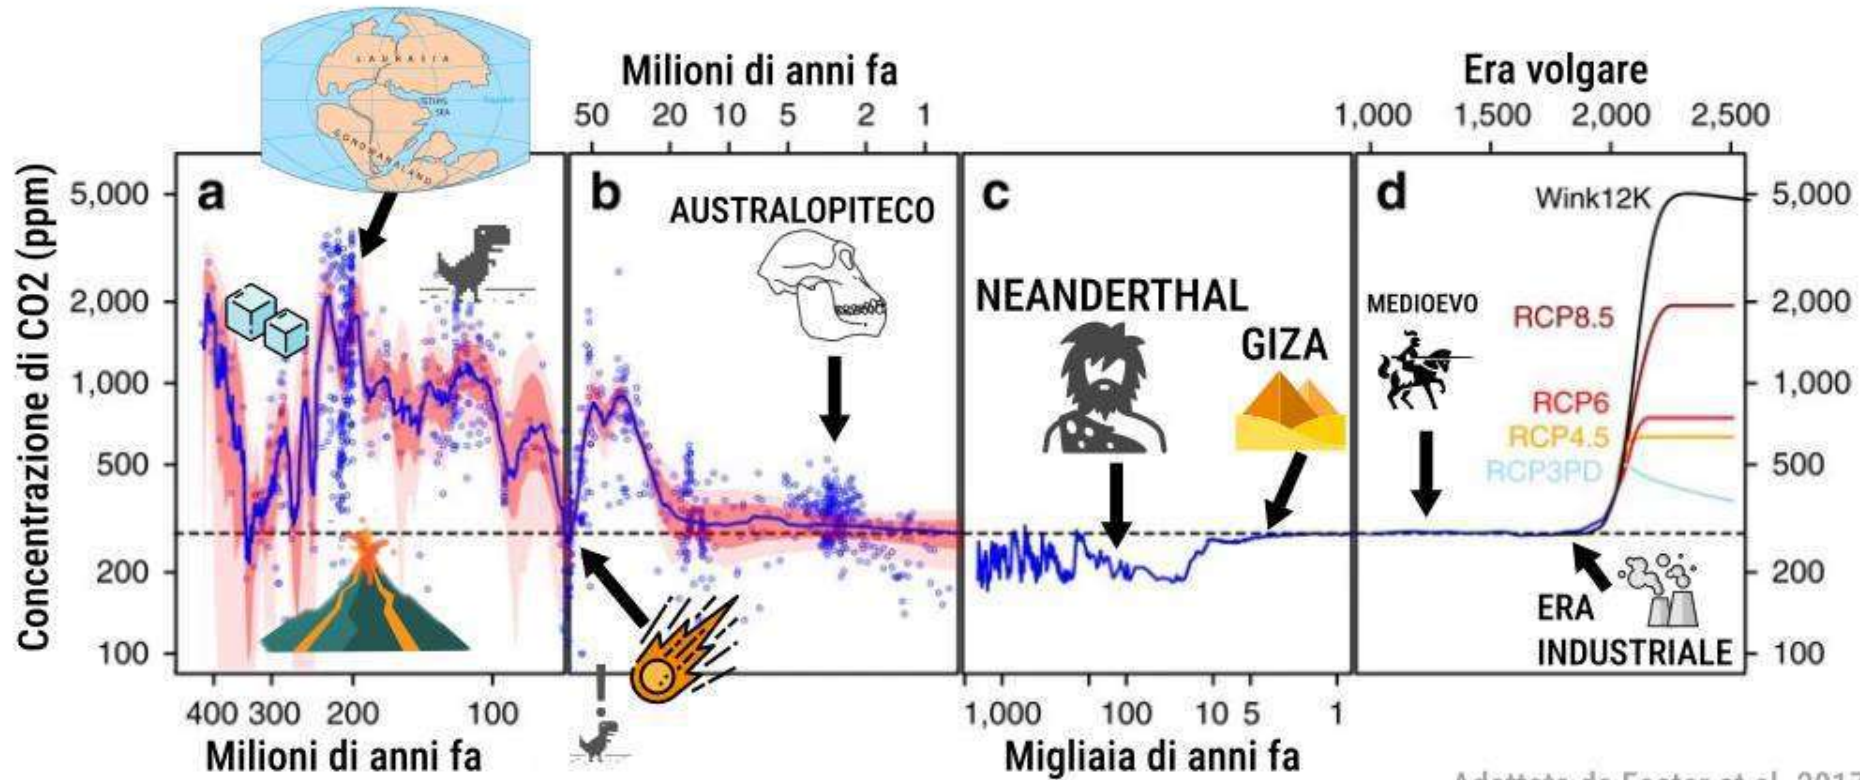 LAURASIA
TETHYS
SEA
GONDWANALAND
Milioni di anni fa
50 20 10 5 2 1
Era volgare
1,000 1,500 2,000 2,500
Concentrazione di CO2 (ppm)
5,000
2,000
1,000
500
200
100
a
b
AUSTRALOPITECO
c
NEANDERTHAL
GIZA
d
Wink12K
MEDIOEVO
RCP8.5
RCP6
RCP4.5
RCP3PD
ERA
INDUSTRIALE
5,000
2,000
1,000
500
200
100
400 300 200 100
Milioni di anni fa
1,000 100 10 5 1
Migliaia di anni fa